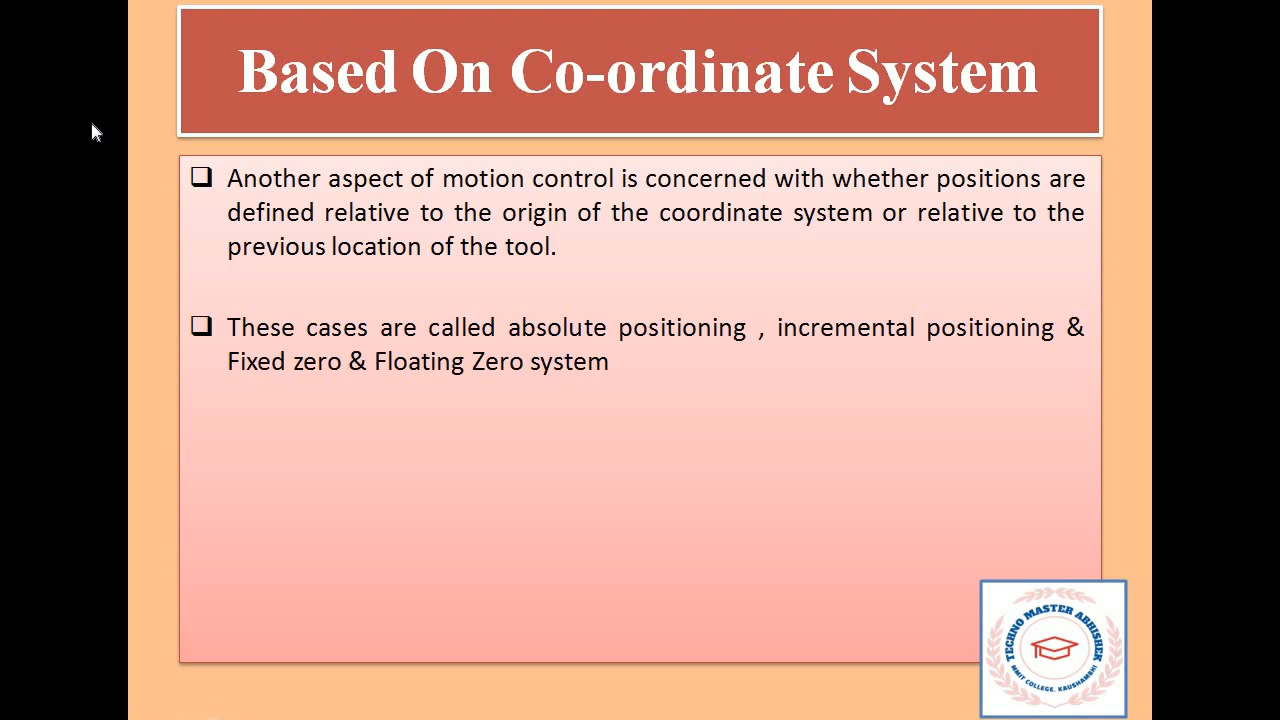 Based On Co-ordinate System
❑ Another aspect of motion control is concerned with whether positions are
defined relative to the origin of the coordinate system or relative to the
previous location of the tool.
❑ These cases are called absolute positioning , incremental positioning &
Fixed zero & Floating Zero system
TECHNO MASTER ABHISHEK
MMIT COLLEGE, KAUSHAMBHI